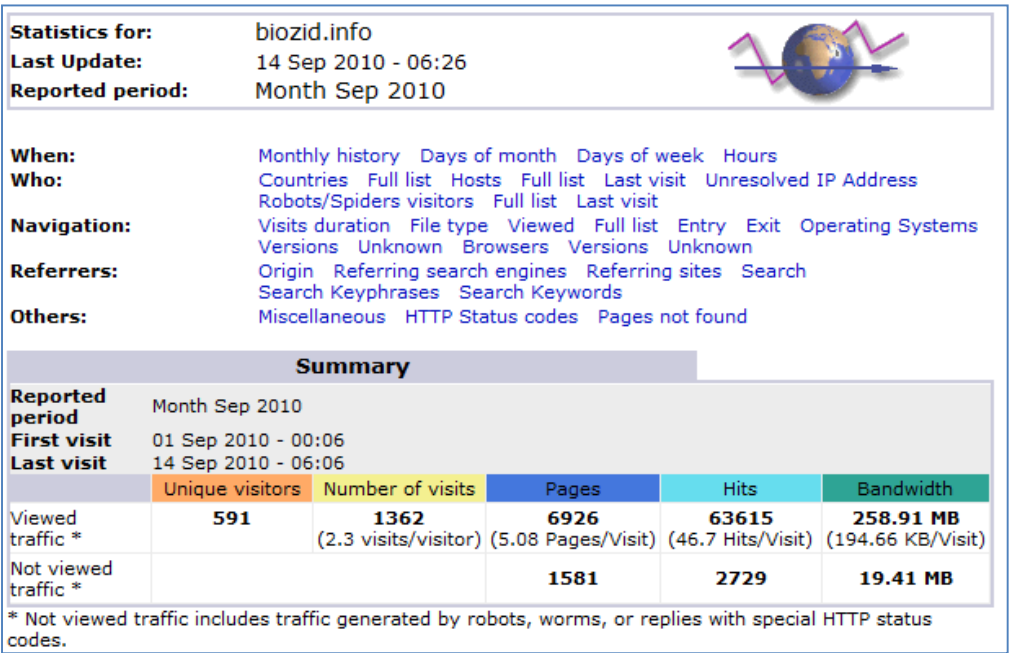 Statistics for: biozid.info
Last Update: 14 Sep 2010 - 06:26
Reported period: Month Sep 2010
When: Monthly history Days of month Days of week Hours
Who: Countries Full list Hosts Full list Last visit Unresolved IP Address
Robots/Spiders visitors Full list Last visit
Navigation: Visits duration File type Viewed Full list Entry Exit Operating Systems
Versions Unknown Browsers Versions Unknown
Referrers: Origin Referring search engines Referring sites Search
Search Keyphrases Search Keywords
Others: Miscellaneous HTTP Status codes Pages not found
Summary
Reported
period Month Sep 2010
First visit 01 Sep 2010 - 00:06
Last visit 14 Sep 2010 - 06:06
Unique visitors Number of visits Pages Hits Bandwidth
Viewed
traffic * 591 1362 6926 63615 258.91 MB
(2.3 visits/visitor) (5.08 Pages/Visit) (46.7 Hits/Visit) (194.66 KB/Visit)
Not viewed
traffic * 1581 2729 19.41 MB
* Not viewed traffic includes traffic generated by robots, worms, or replies with special HTTP status
codes.